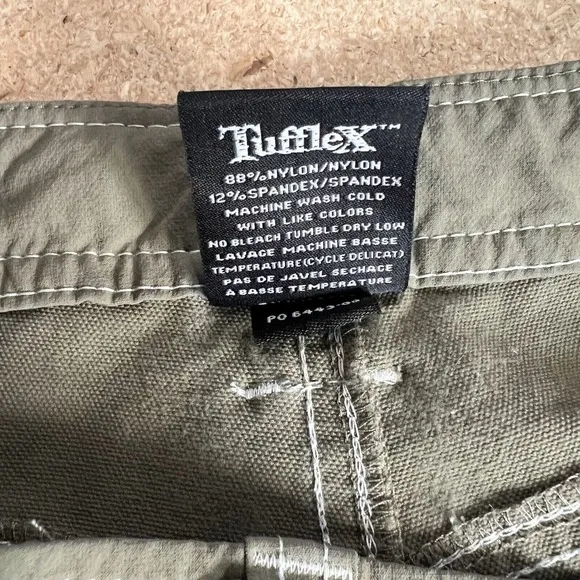 TuffleX™
88%NYLON/NYLON
12%SPANDEX/SPANDEX
MACHINE WASH COLD
WITH LIKE COLORS
NO BLEACH TUMBLE DRY LOW
LAVAGE MACHINE BASSE
TEMPERATURE(CYCLE DELICAT)
PAS DE JAVEL SECHAGE
À BASSE TEMPERATURE
PO